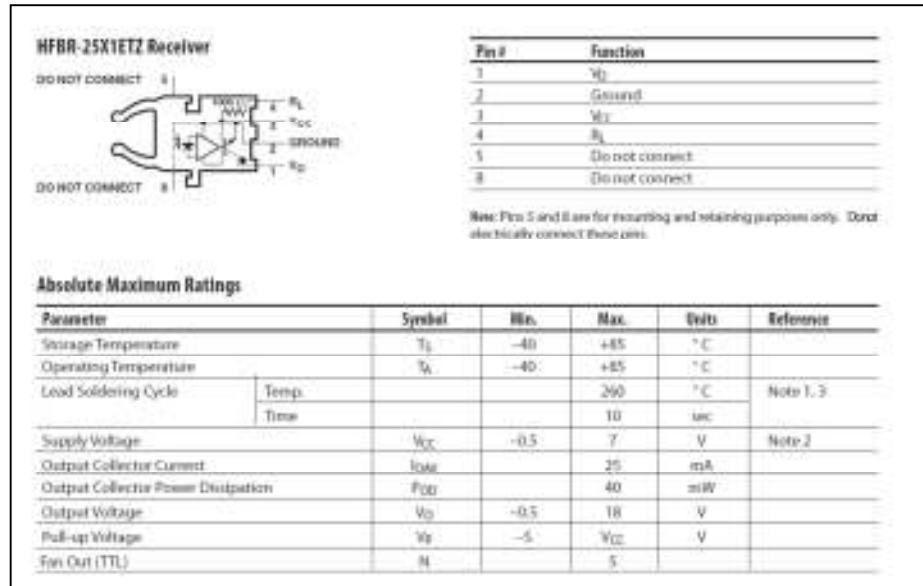 HFBR-25X1ETZ Receiver
DO NOT CONNECT 5
4 RL
3 VCC
2 GROUND
1 VO
DO NOT CONNECT 8
Pin # Function
1 VO
2 Ground
3 VCC
4 RL
5 Do not connect
8 Do not connect
Note: Pins 5 and 8 are for mounting and retaining purposes only. Do not
electrically connect these pins.
Absolute Maximum Ratings
Parameter Symbol Min. Max. Units Reference
Storage Temperature TS –40 +85 °C
Operating Temperature TA –40 +85 °C
Lead Soldering Cycle Temp. 260 °C Note 1, 3
Time 10 sec
Supply Voltage VCC –0.5 7 V Note 2
Output Collector Current 25 mA
Output Collector Power Dissipation POD 40 mW
Output Voltage VO –0.5 18 V
Pull-up Voltage VP –5 VCC V
Fan Out (TTL) N 5